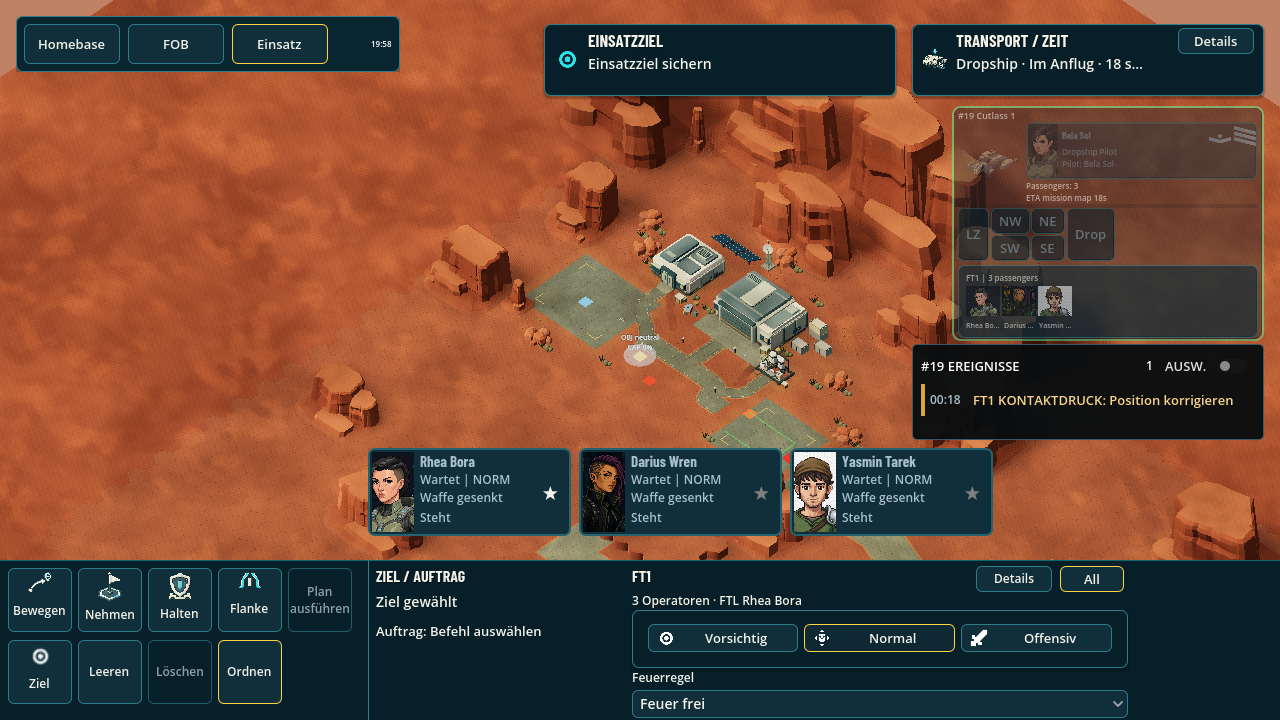 Homebase
FOB
Einsatz
19:58
EINSATZZIEL
Einsatzziel sichern
TRANSPORT / ZEIT
Dropship · Im Anflug · 18 s...
Details
#19 Cutlass 1
Bela Sol
Dropship Pilot
Pilot: Bela Sol
Passengers: 3
ETA mission map 18s
LZ
NW
NE
SW
SE
Drop
FT1 | 3 passengers
Rhea Bo...
Darius ...
Yasmin ...
#19 EREIGNISSE
1
AUSW.
00:18
FT1 KONTAKTDRUCK: Position korrigieren
OBJ neutral
CAP 0%
Rhea Bora
Wartet | NORM
Waffe gesenkt
Steht
Darius Wren
Wartet | NORM
Waffe gesenkt
Steht
Yasmin Tarek
Wartet | NORM
Waffe gesenkt
Steht
Bewegen
Nehmen
Halten
Flanke
Plan
ausführen
Ziel
Leeren
Löschen
Ordnen
ZIEL / AUFTRAG
Ziel gewählt
Auftrag: Befehl auswählen
FT1
Details
All
3 Operatoren · FTL Rhea Bora
Vorsichtig
Normal
Offensiv
Feuerregel
Feuer frei